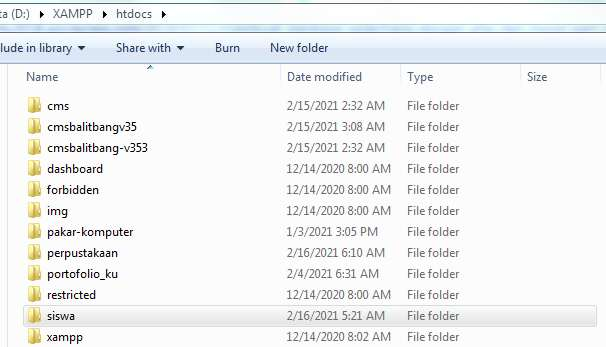 ta (D:) ▸ XAMPP ▸ htdocs ▸
lude in library Share with Burn New folder
Name Date modified Type Size
cms 2/15/2021 2:32 AM File folder
cmsbalitbangv35 2/15/2021 3:08 AM File folder
cmsbalitbang-v353 2/15/2021 2:32 AM File folder
dashboard 12/14/2020 8:00 AM File folder
forbidden 12/14/2020 8:00 AM File folder
img 12/14/2020 8:00 AM File folder
pakar-komputer 1/3/2021 3:05 PM File folder
perpustakaan 2/16/2021 6:10 AM File folder
portofolio_ku 2/4/2021 6:31 AM File folder
restricted 12/14/2020 8:00 AM File folder
siswa 2/16/2021 5:21 AM File folder
xampp 12/14/2020 8:02 AM File folder